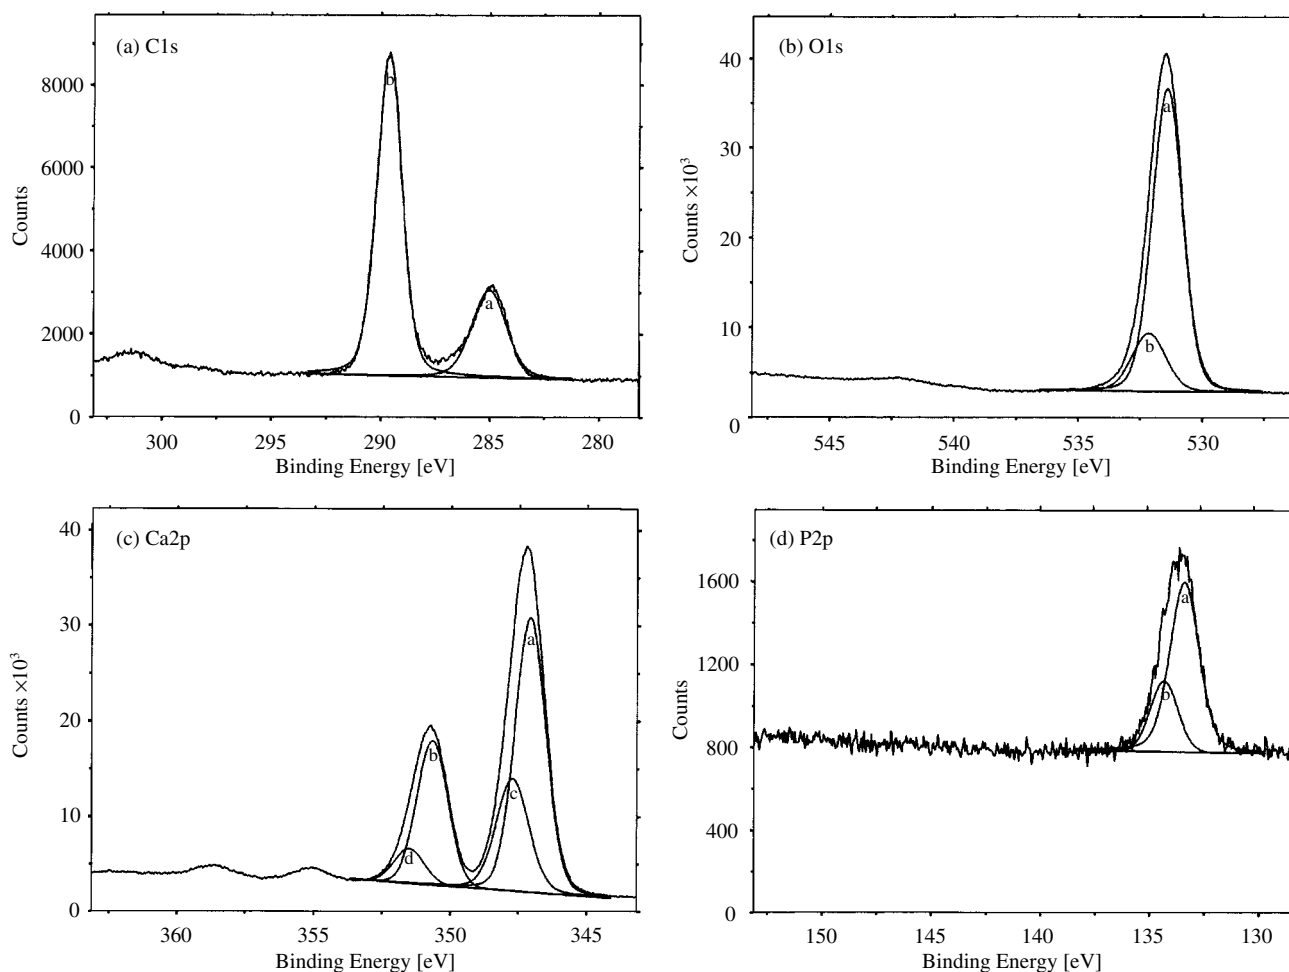 (a) C1s
8000
6000
4000
2000
0
Counts
b
a
300
295
290
285
280
Binding Energy [eV]
(b) O1s
40
30
20
10
0
Counts ×10³
a
b
545
540
535
530
Binding Energy [eV]
(c) Ca2p
40
30
20
10
0
Counts ×10³
a
b
c
d
360
355
350
345
Binding Energy [eV]
(d) P2p
1600
1200
800
400
0
Counts
a
b
150
145
140
135
130
Binding Energy [eV]